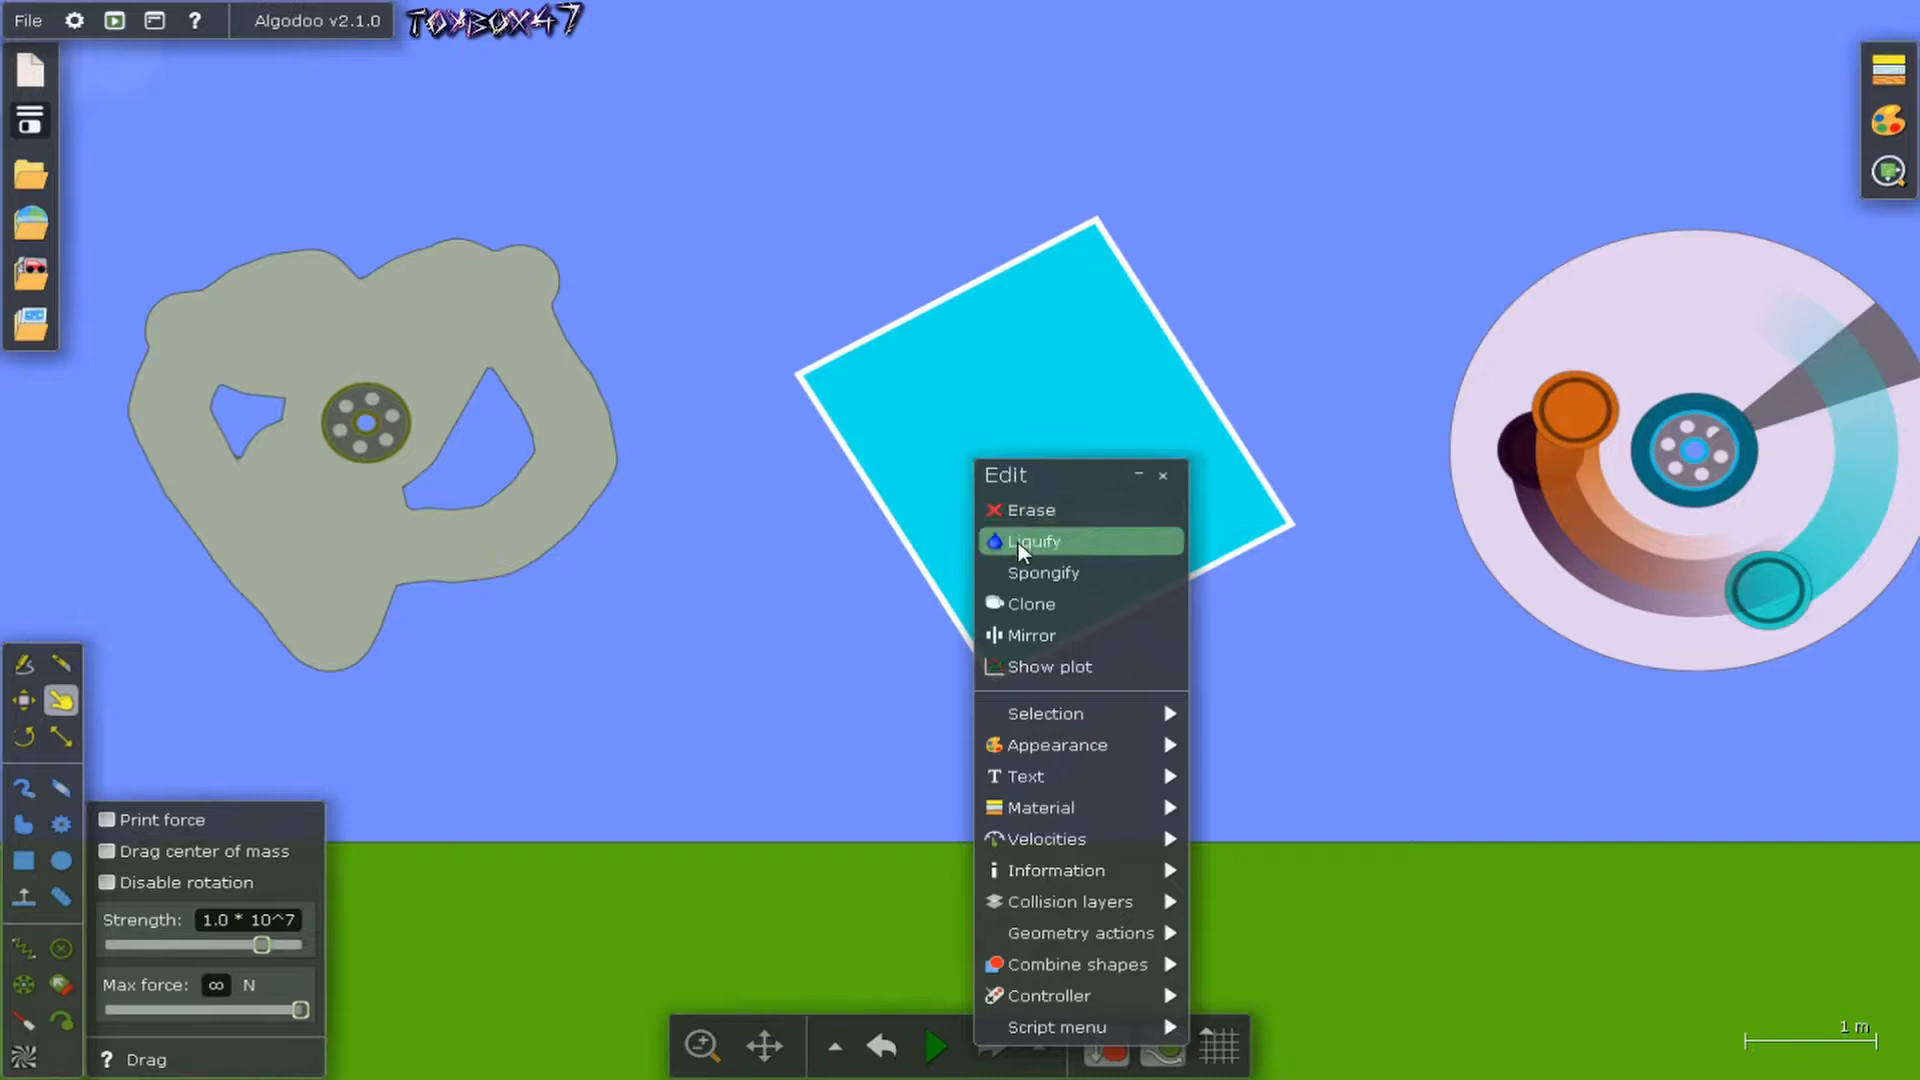 File
?
Algodoo v2.1.0
TOXBOX47
Edit
Erase
Liquify
Spongify
Clone
Mirror
Show plot
Selection
Appearance
T Text
Material
Velocities
i Information
Collision layers
Geometry actions
Combine shapes
Controller
Script menu
Print force
Drag center of mass
Disable rotation
Strength: 1.0 * 10^7
Max force: ∞ N
? Drag
1 m